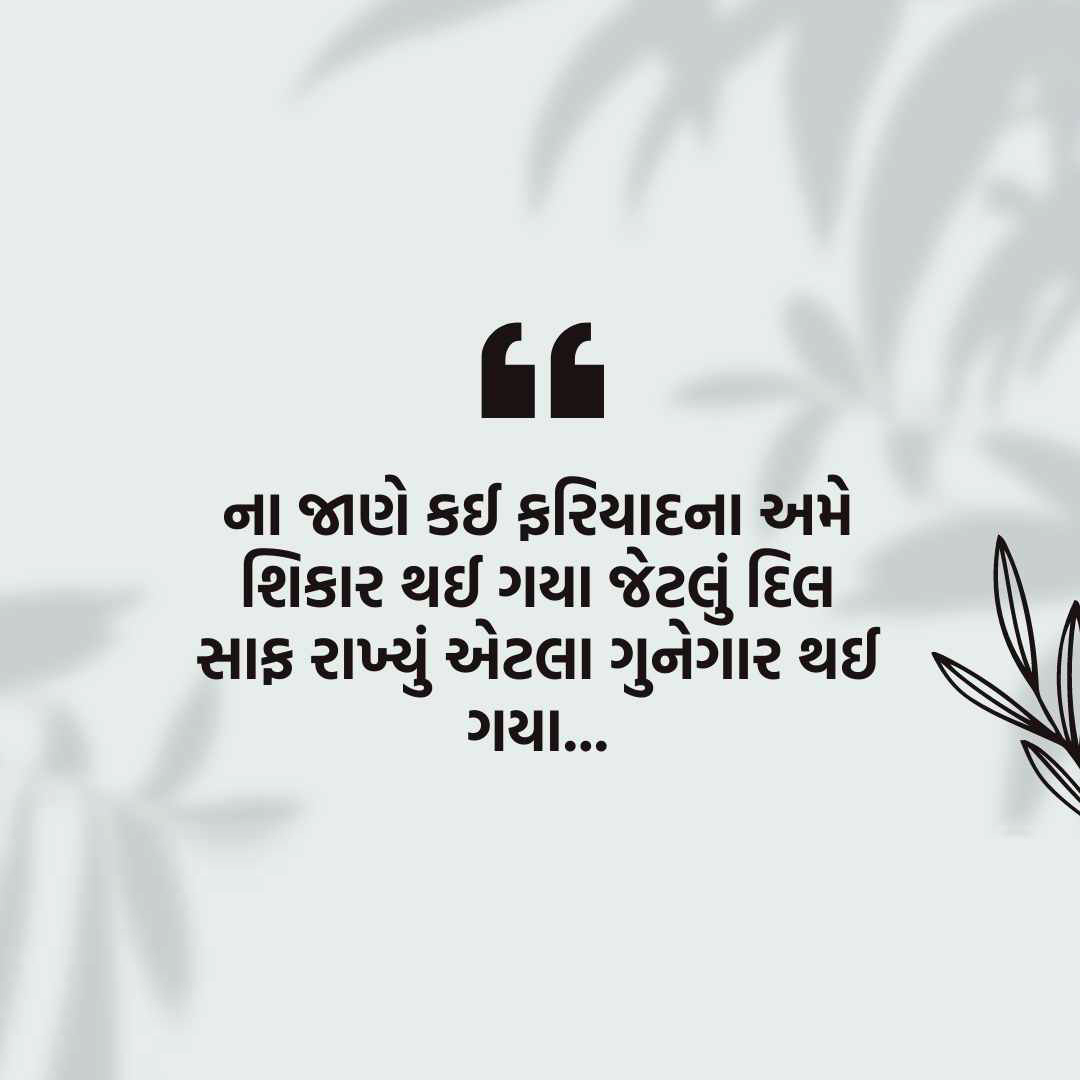 ના જાણે કઈ ફરિયાદના અમે
શિકાર થઈ ગયા જેટલું દિલ
સાફ રાખ્યું એટલા ગુનેગાર થઈ
ગયા...